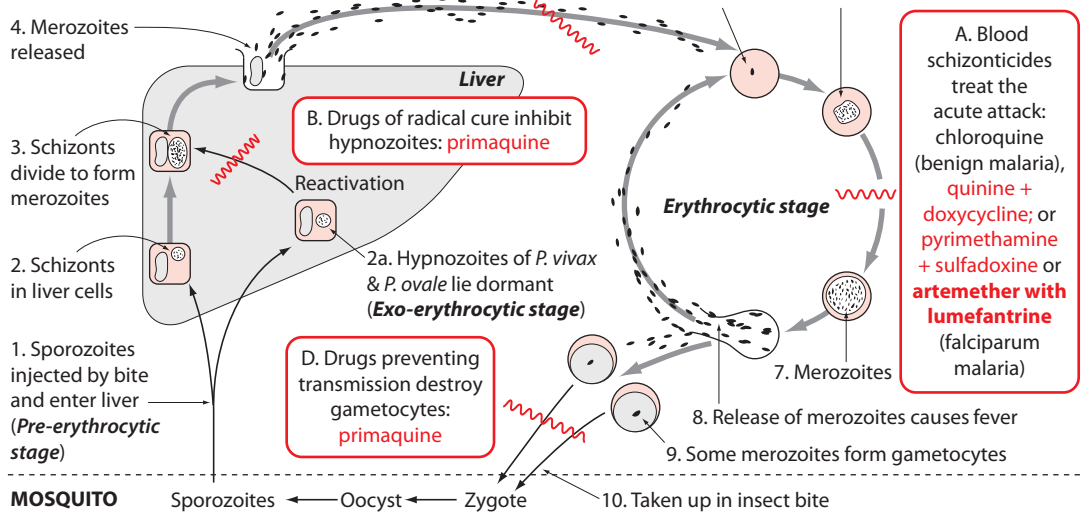 4. Merozoites
released
Liver
B. Drugs of radical cure inhibit
hypnozoites: primaquine
3. Schizonts
divide to form
merozoites
Reactivation
2. Schizonts
in liver cells
2a. Hypnozoites of P. vivax
& P. ovale lie dormant
(Exo-erythrocytic stage)
1. Sporozoites
injected by bite
and enter liver
(Pre-erythrocytic
stage)
Erythrocytic stage
A. Blood
schizonticides
treat the
acute attack:
chloroquine
(benign malaria),
quinine +
doxycycline; or
pyrimethamine
+ sulfadoxine or
artemether with
lumefantrine
(falciparum
malaria)
D. Drugs preventing
transmission destroy
gametocytes:
primaquine
7. Merozoites
8. Release of merozoites causes fever
9. Some merozoites form gametocytes
10. Taken up in insect bite
MOSQUITO
Sporozoites
Oocyst
Zygote